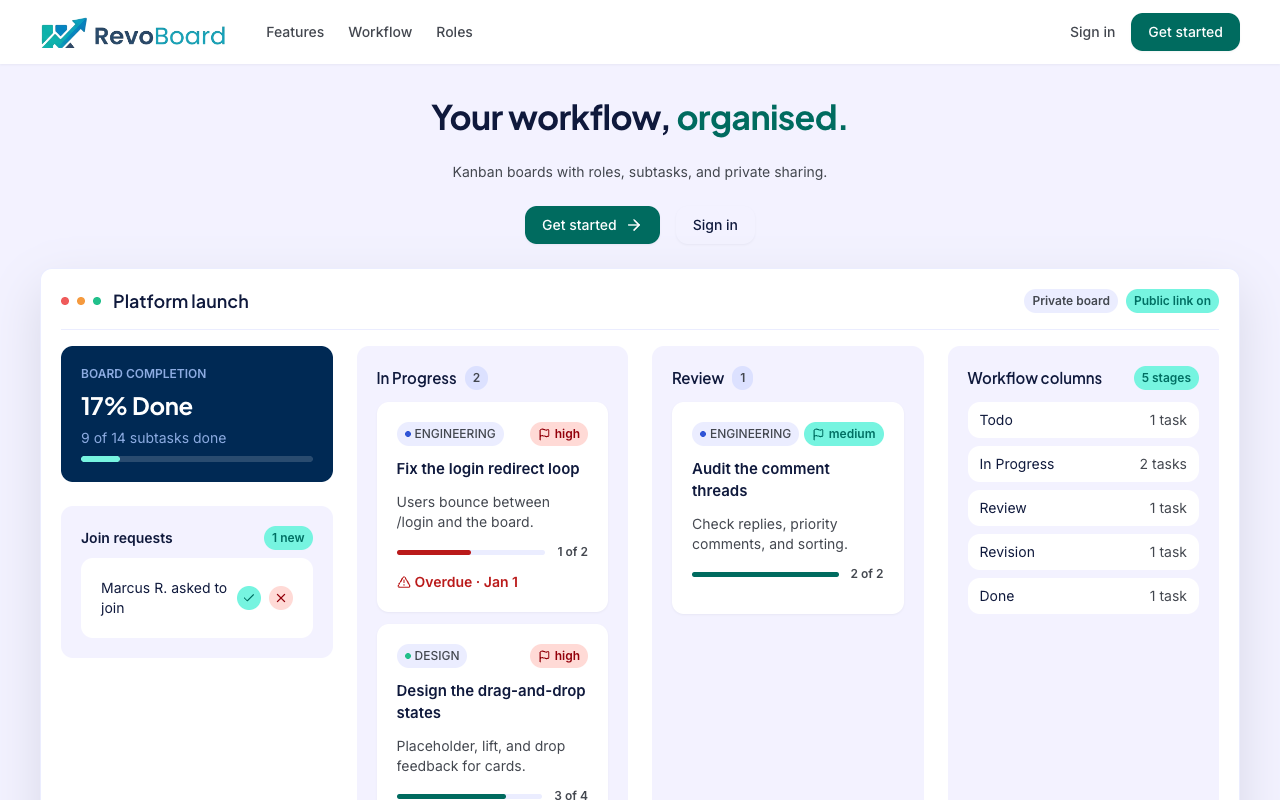 RevoBoard
Features
Workflow
Roles
Sign in
Get started
Your workflow, organised.
Kanban boards with roles, subtasks, and private sharing.
Get started
Sign in
Platform launch
Private board
Public link on
BOARD COMPLETION
17% Done
9 of 14 subtasks done
Join requests
1 new
Marcus R. asked to
join
In Progress
2
ENGINEERING
high
Fix the login redirect loop
Users bounce between
/login and the board.
1 of 2
Overdue · Jan 1
DESIGN
high
Design the drag-and-drop
states
Placeholder, lift, and drop
feedback for cards.
3 of 4
Review
1
ENGINEERING
medium
Audit the comment
threads
Check replies, priority
comments, and sorting.
2 of 2
Workflow columns
5 stages
Todo
1 task
In Progress
2 tasks
Review
1 task
Revision
1 task
Done
1 task